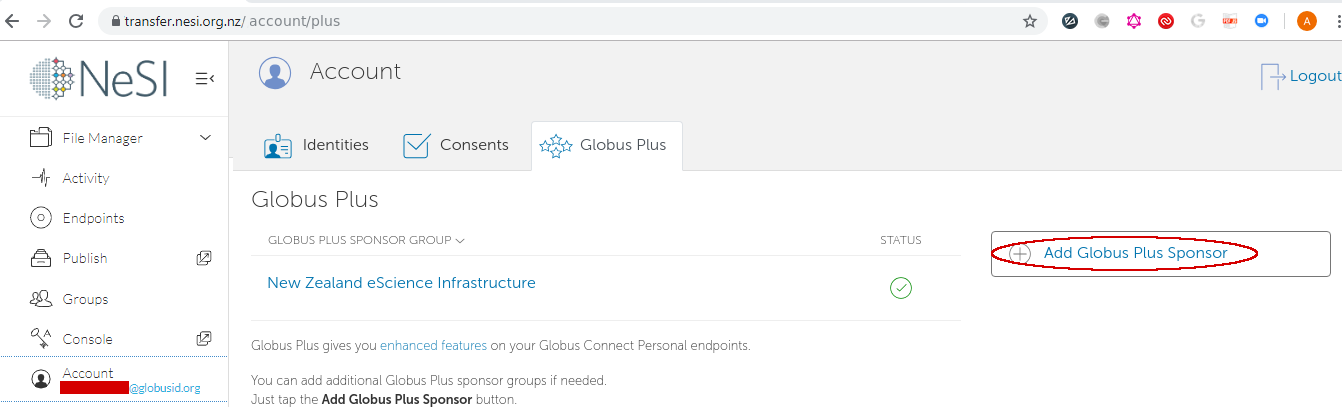 transfer.nesi.org.nz/ account/plus
A
NeSI
Account
Logout
File Manager
Identities
Consents
Globus Plus
Activity
Globus Plus
Endpoints
GLOBUS PLUS SPONSOR GROUP
STATUS
Add Globus Plus Sponsor
Publish
New Zealand eScience Infrastructure
Groups
Console
Globus Plus gives you enhanced features on your Globus Connect Personal endpoints.
Account
@globusid.org
You can add additional Globus Plus sponsor groups if needed.
Just tap the Add Globus Plus Sponsor button.